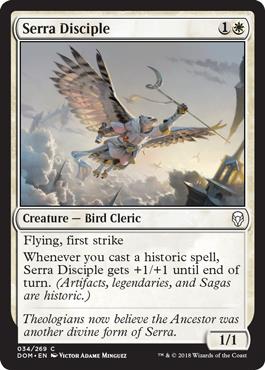 Serra Disciple 1
Creature — Bird Cleric
Flying, first strike
Whenever you cast a historic spell,
Serra Disciple gets +1/+1 until end of
turn. (Artifacts, legendaries, and Sagas
are historic.)
Theologians now believe the Ancestor was
another divine form of Serra.
1/1
034/269 C
DOM • EN Victor Adame Minguez
™ & © 2018 Wizards of the Coast